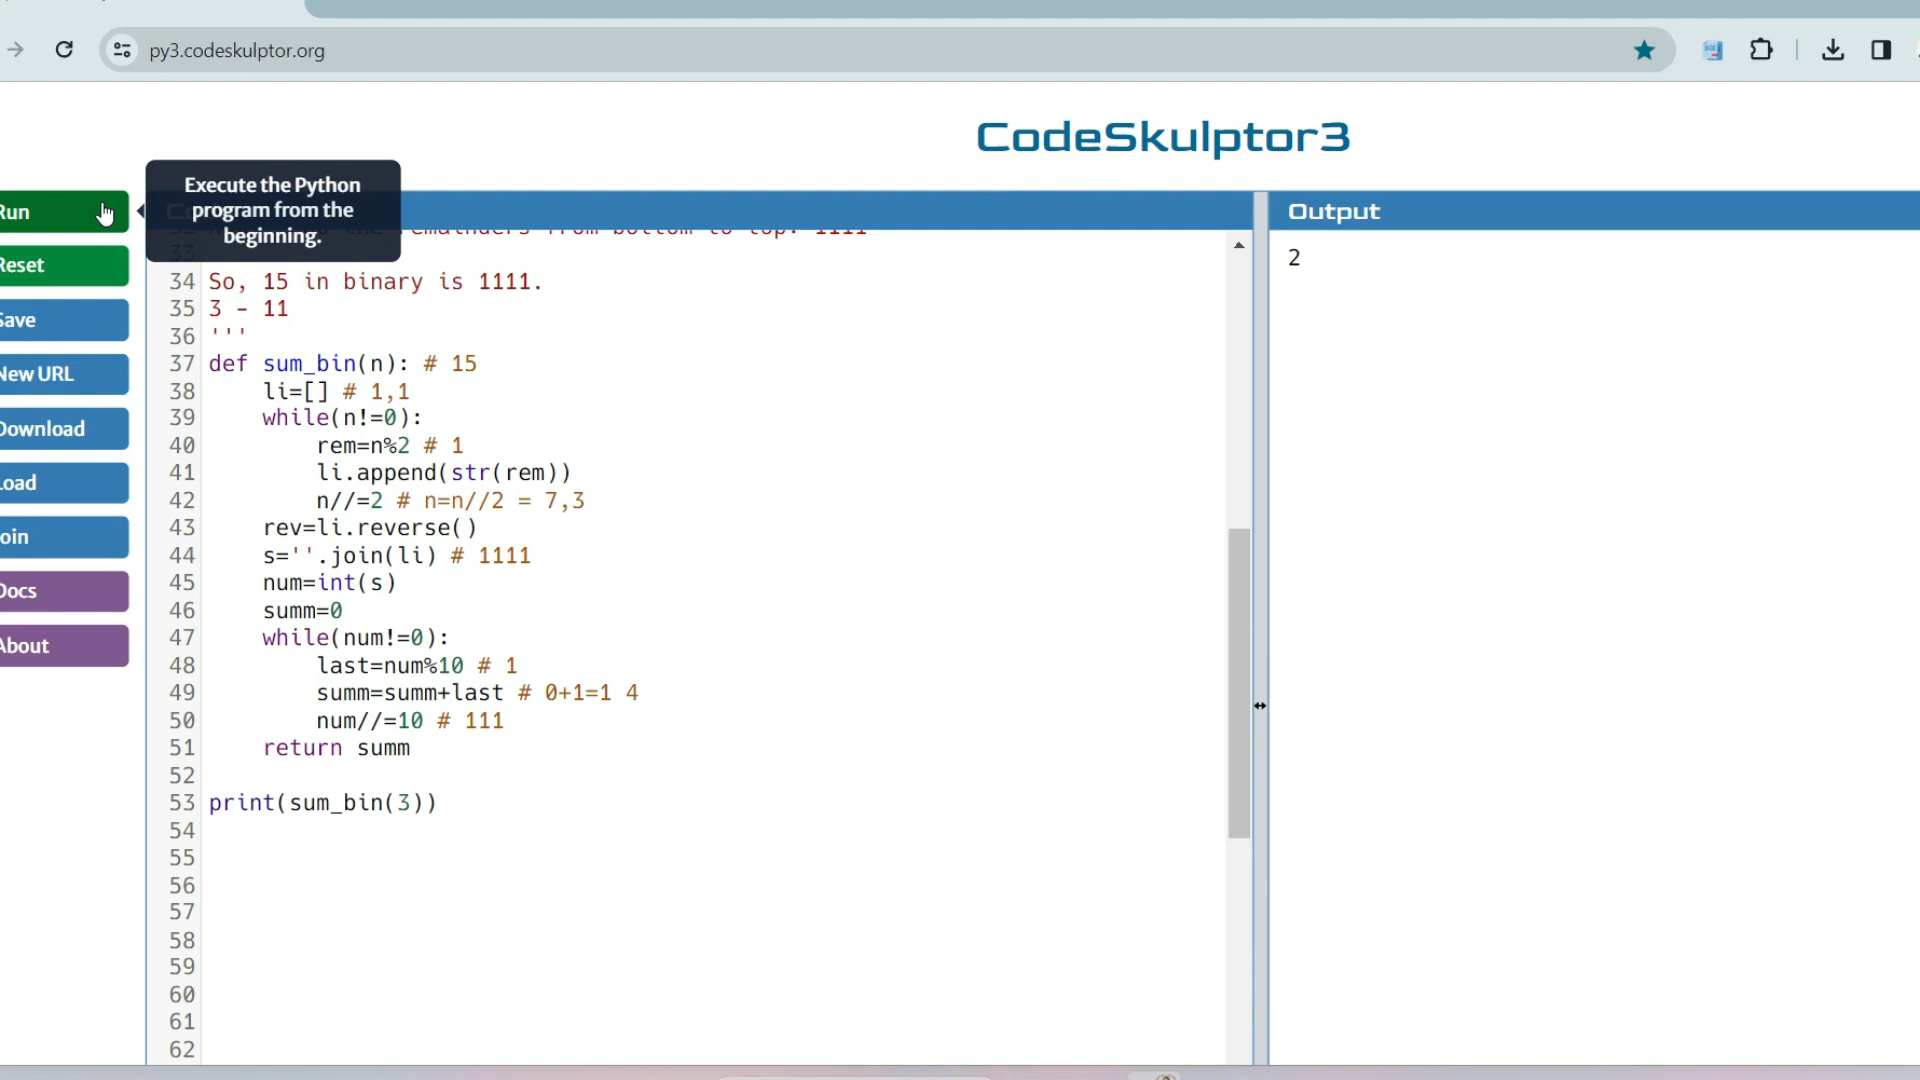 py3.codeskulptor.org
CodeSkulptor3
Run
Execute the Python
program from the
beginning.
Output
Reset
Save
New URL
Download
Load
Join
Docs
About
33
34 So, 15 in binary is 1111.
35 3 - 11
36 '''
37 def sum_bin(n): # 15
38 li=[] # 1,1
39 while(n!=0):
40 rem=n%2 # 1
41 li.append(str(rem))
42 n//=2 # n=n//2 = 7,3
43 rev=li.reverse()
44 s=''.join(li) # 1111
45 num=int(s)
46 summ=0
47 while(num!=0):
48 last=num%10 # 1
49 summ=summ+last # 0+1=1 4
50 num//=10 # 111
51 return summ
52
53 print(sum_bin(3))
54
55
56
57
58
59
60
61
62
2